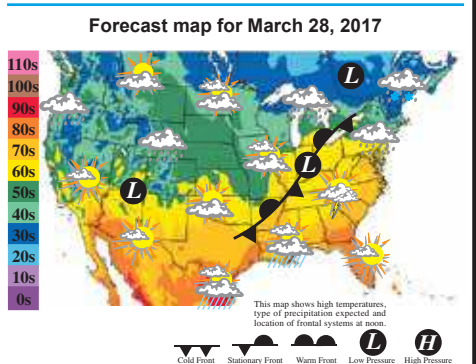 Forecast map for March 28, 2017
110s
100s
90s
80s
70s
60s
50s
40s
30s
20s
10s
0s
L
L
L
This map shows high temperatures,
type of precipitation expected and
location of frontal systems at noon.
L H
Cold Front Stationary Front Warm Front Low Pressure High Pressure